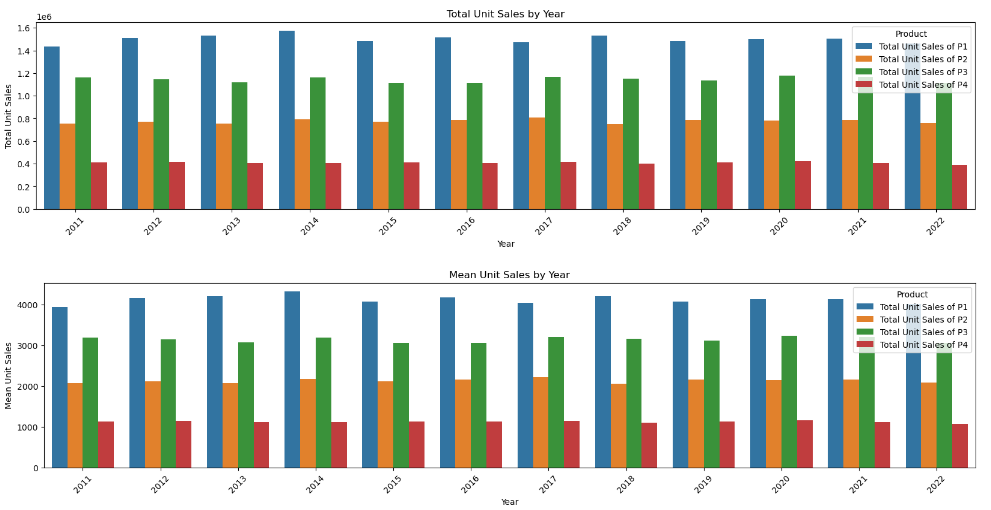 Total Unit Sales by Year
1e6
1.6
1.4
1.2
1.0
0.8
0.6
0.4
0.2
0.0
Total Unit Sales
Product
Total Unit Sales of P1
Total Unit Sales of P2
Total Unit Sales of P3
Total Unit Sales of P4
2011
2012
2013
2014
2015
2016
2017
2018
2019
2020
2021
2022
Year
Mean Unit Sales by Year
4000
3000
2000
1000
0
Mean Unit Sales
Product
Total Unit Sales of P1
Total Unit Sales of P2
Total Unit Sales of P3
Total Unit Sales of P4
2011
2012
2013
2014
2015
2016
2017
2018
2019
2020
2021
2022
Year